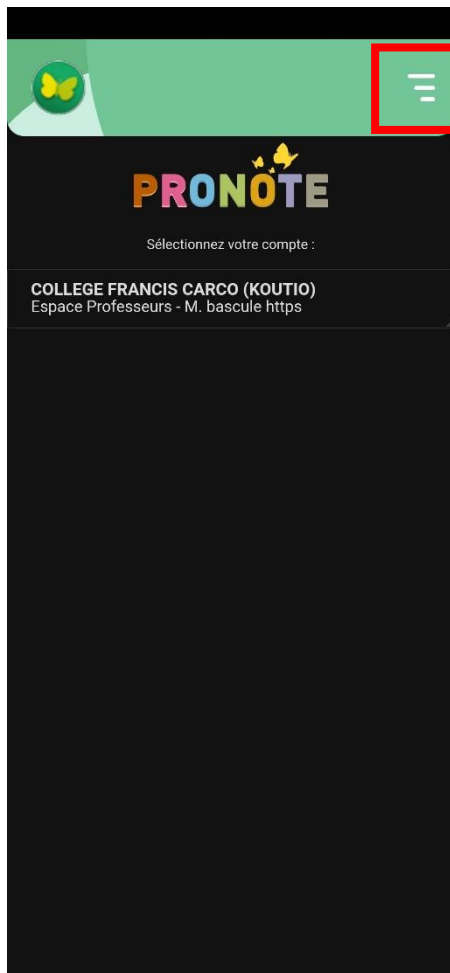 PRONOTE
Sélectionnez votre compte :
COLLEGE FRANCIS CARCO (KOUTIO)
Espace Professeurs - M. bascule https